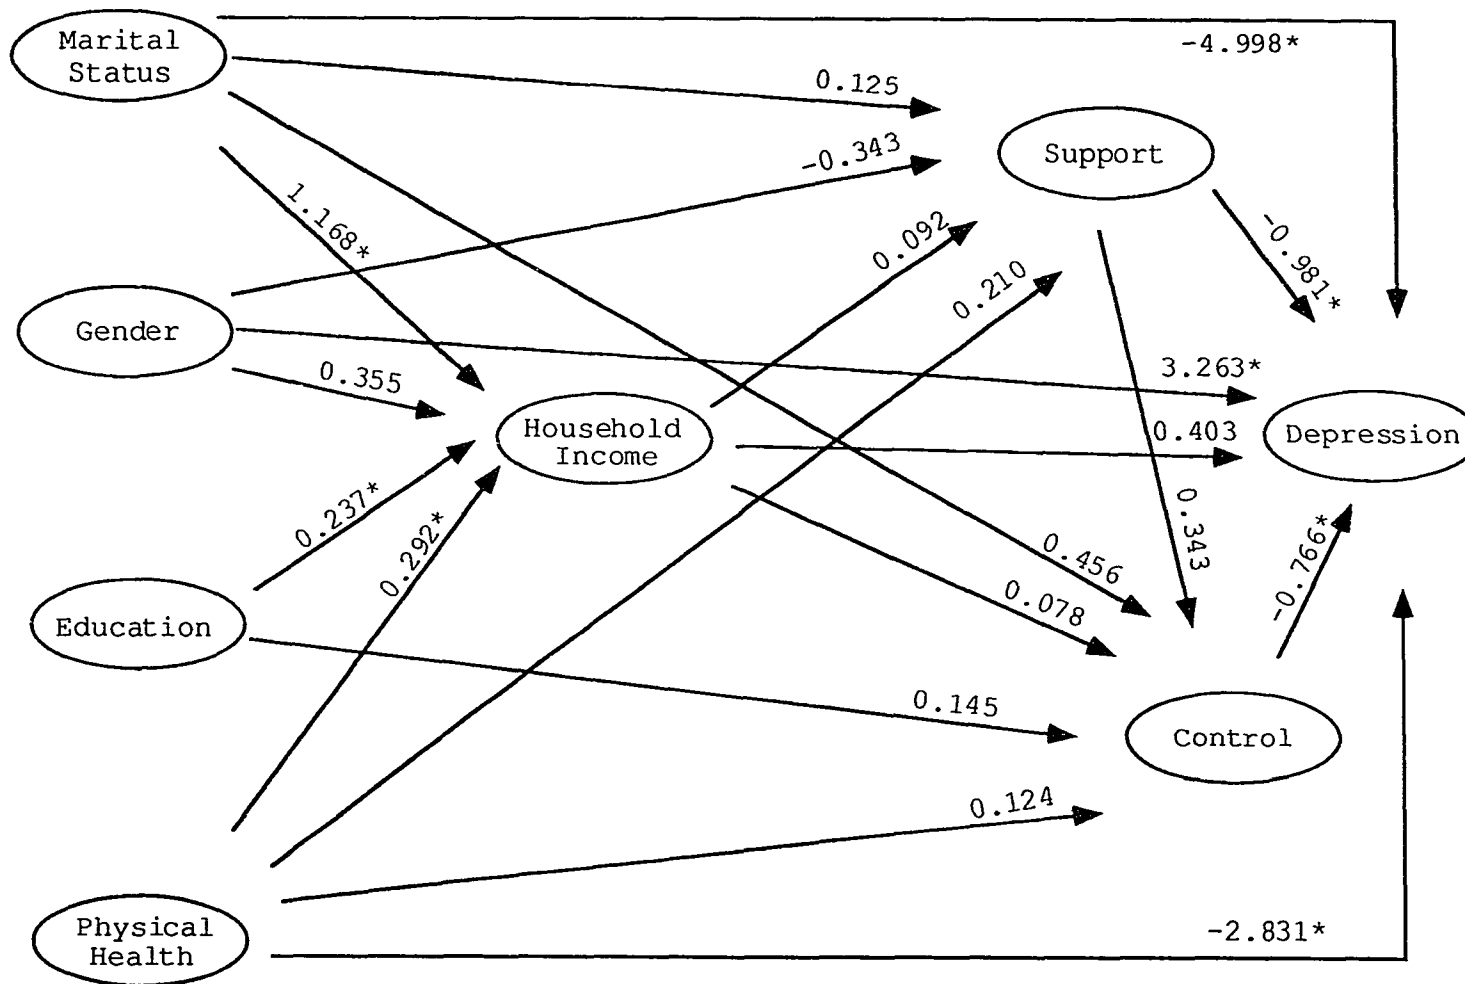 Marital
Status
-4.998*
0.125
-0.343
Support
1.168*
0.092
-0.981*
0.210
Gender
0.355
3.263*
Household
Income
0.403
Depression
0.237*
0.292*
0.343
-0.766*
0.456
0.078
Education
0.145
Control
0.124
Physical
Health
-2.831*